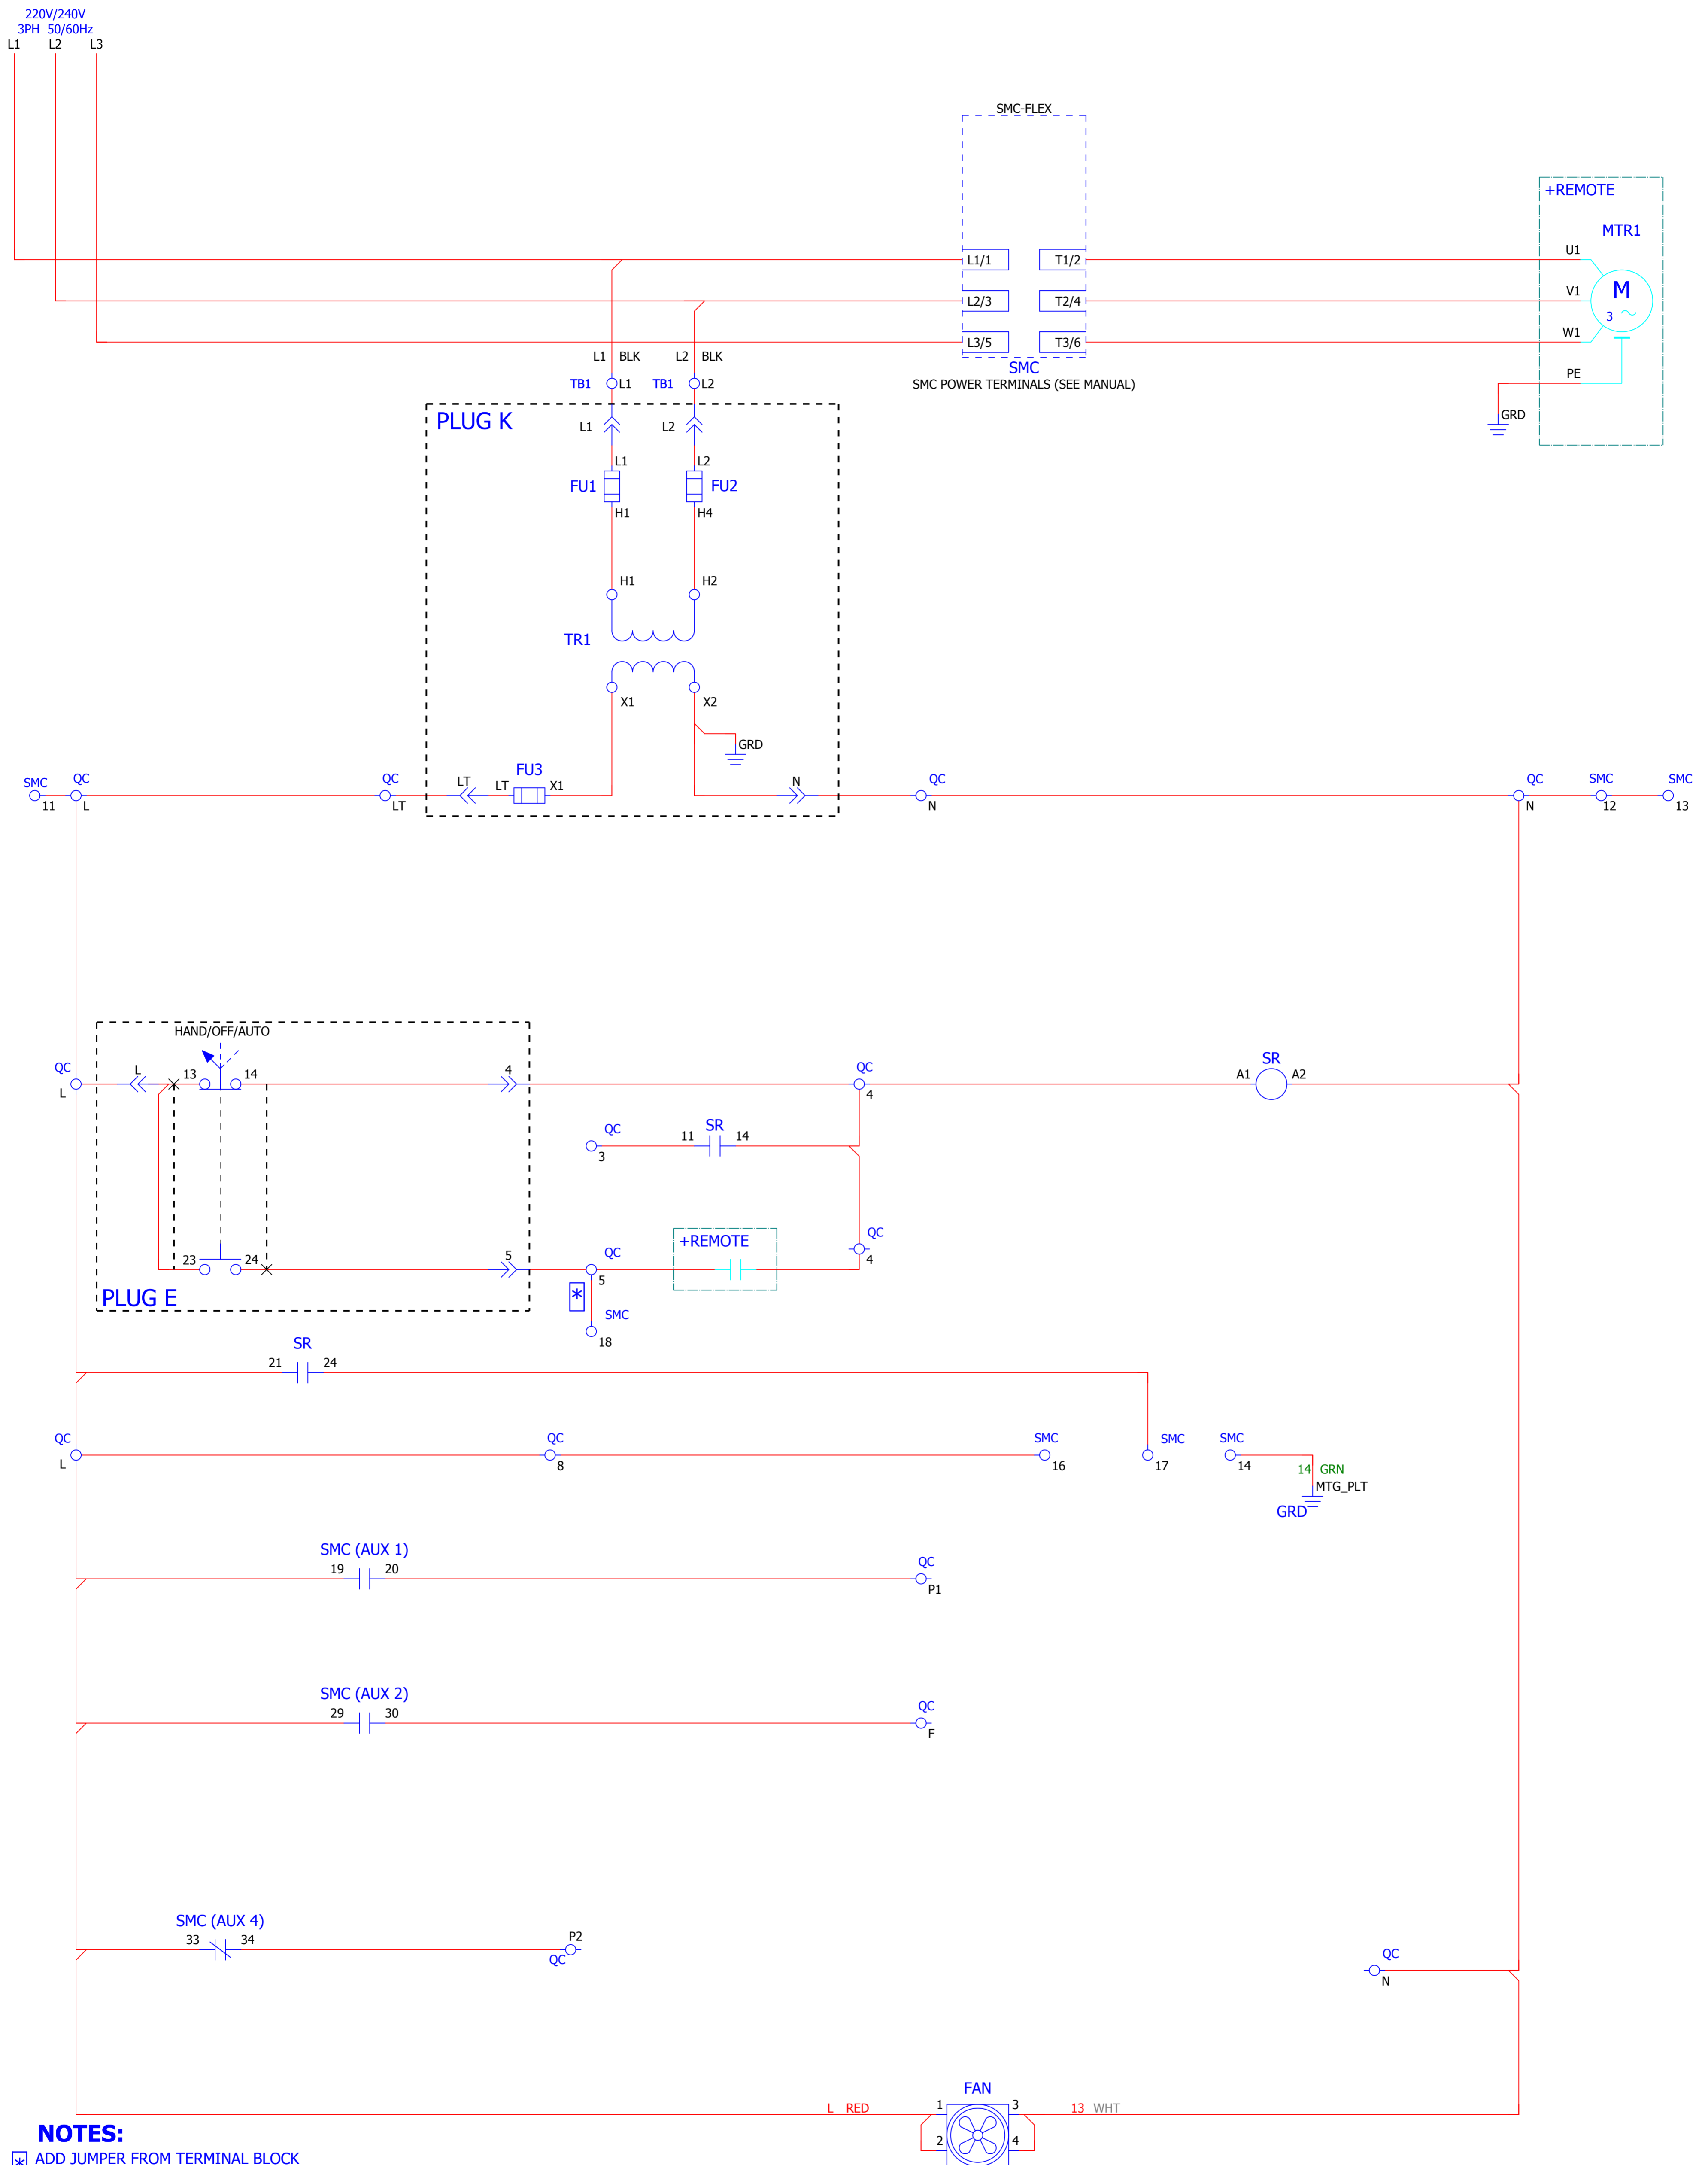 220V/240V
3PH 50/60Hz
L1 L2 L3
SMC-FLEX
+REMOTE
MTR1
U1
L1/1 T1/2
M
3
V1
L2/3 T2/4
W1
L3/5 T3/6
L1 BLK L2 BLK
SMC
SMC POWER TERMINALS (SEE MANUAL)
PE
TB1 L1 TB1 L2
GRD
PLUG K
L1 L2
L1 L2
FU1 FU2
H1 H4
H1 H2
TR1
X1 X2
GRD
FU3
SMC QC QC LT LT X1 N QC QC SMC SMC
11 L LT N N 12 13
HAND/OFF/AUTO
QC L 13 14 4 QC A1 SR A2
L 4
QC 11 SR 14
3
QC
4
+REMOTE
23 24 5 QC
5
PLUG E
*
SMC
18
SR
21 24
QC QC SMC SMC SMC
L 8 16 17 14
14 GRN
MTG_PLT
GRD
SMC (AUX 1)
19 20 QC
P1
SMC (AUX 2)
29 30 QC
F
SMC (AUX 4)
33 34 P2
QC
QC
N
FAN
L RED 1 3 13 WHT
2 4
NOTES:
* ADD JUMPER FROM TERMINAL BLOCK